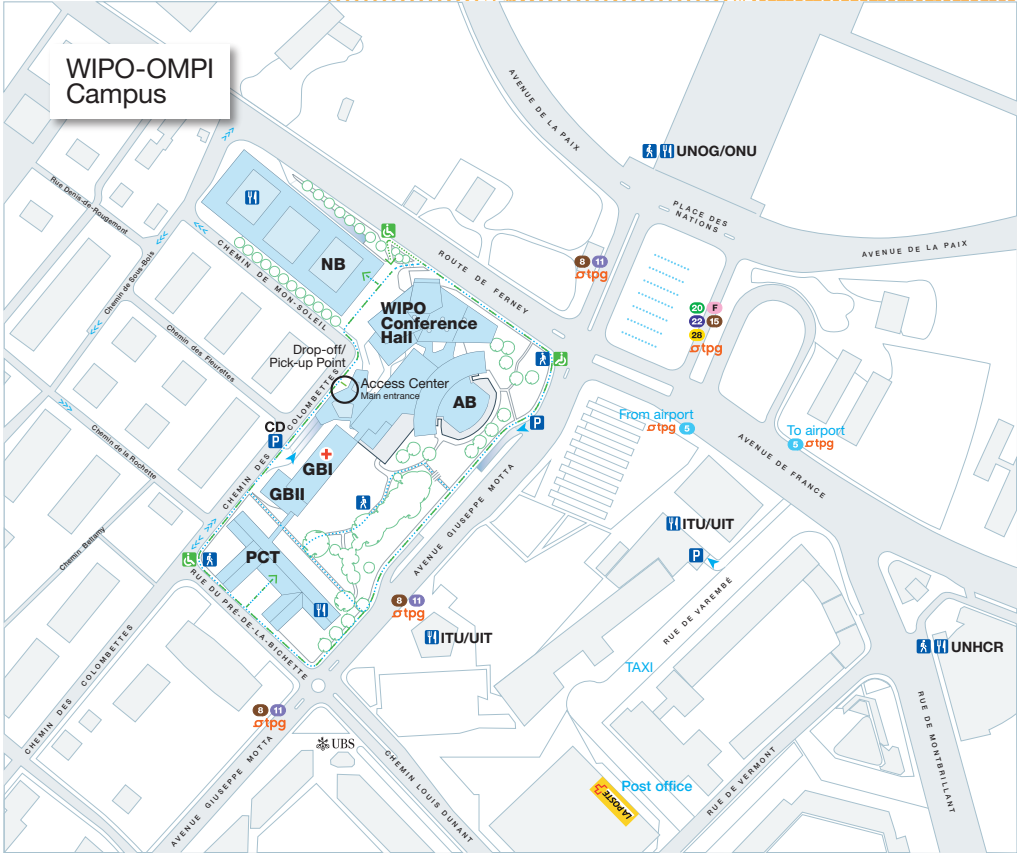 WIPO-OMPI
Campus
AVENUE DE LA PAIX
UNOG/ONU
Rue Denis-de-Rougemont
PLACE DES
NATIONS
AVENUE DE LA PAIX
Chemin de Sous-Bois
CHEMIN DE MON-SOLEIL
NB
ROUTE DE FERNEY
8 11
tpg
WIPO
Conference
Hall
20 F
22 15
28
tpg
Chemin des Fleurettes
Drop-off/
Pick-up Point
Access Center
Main entrance
AB
CHEMIN DES COLOMBETTES
CD
P
P
From airport
tpg 5
To airport
5 tpg
AVENUE DE FRANCE
Chemin de la Rochette
GBI
GBII
AVENUE GIUSEPPE MOTTA
ITU/UIT
P
Chemin Bellamy
PCT
RUE DU PRÉ-DE-LA-BICHETTE
8 11
tpg
ITU/UIT
RUE DE VAREMBÉ
TAXI
UNHCR
CHEMIN DES COLOMBETTES
8 11
tpg
UBS
AVENUE GIUSEPPE MOTTA
CHEMIN LOUIS DUNANT
Post office
LA POSTE
RUE DE VERMONT
RUE DE MONTBRILLANT